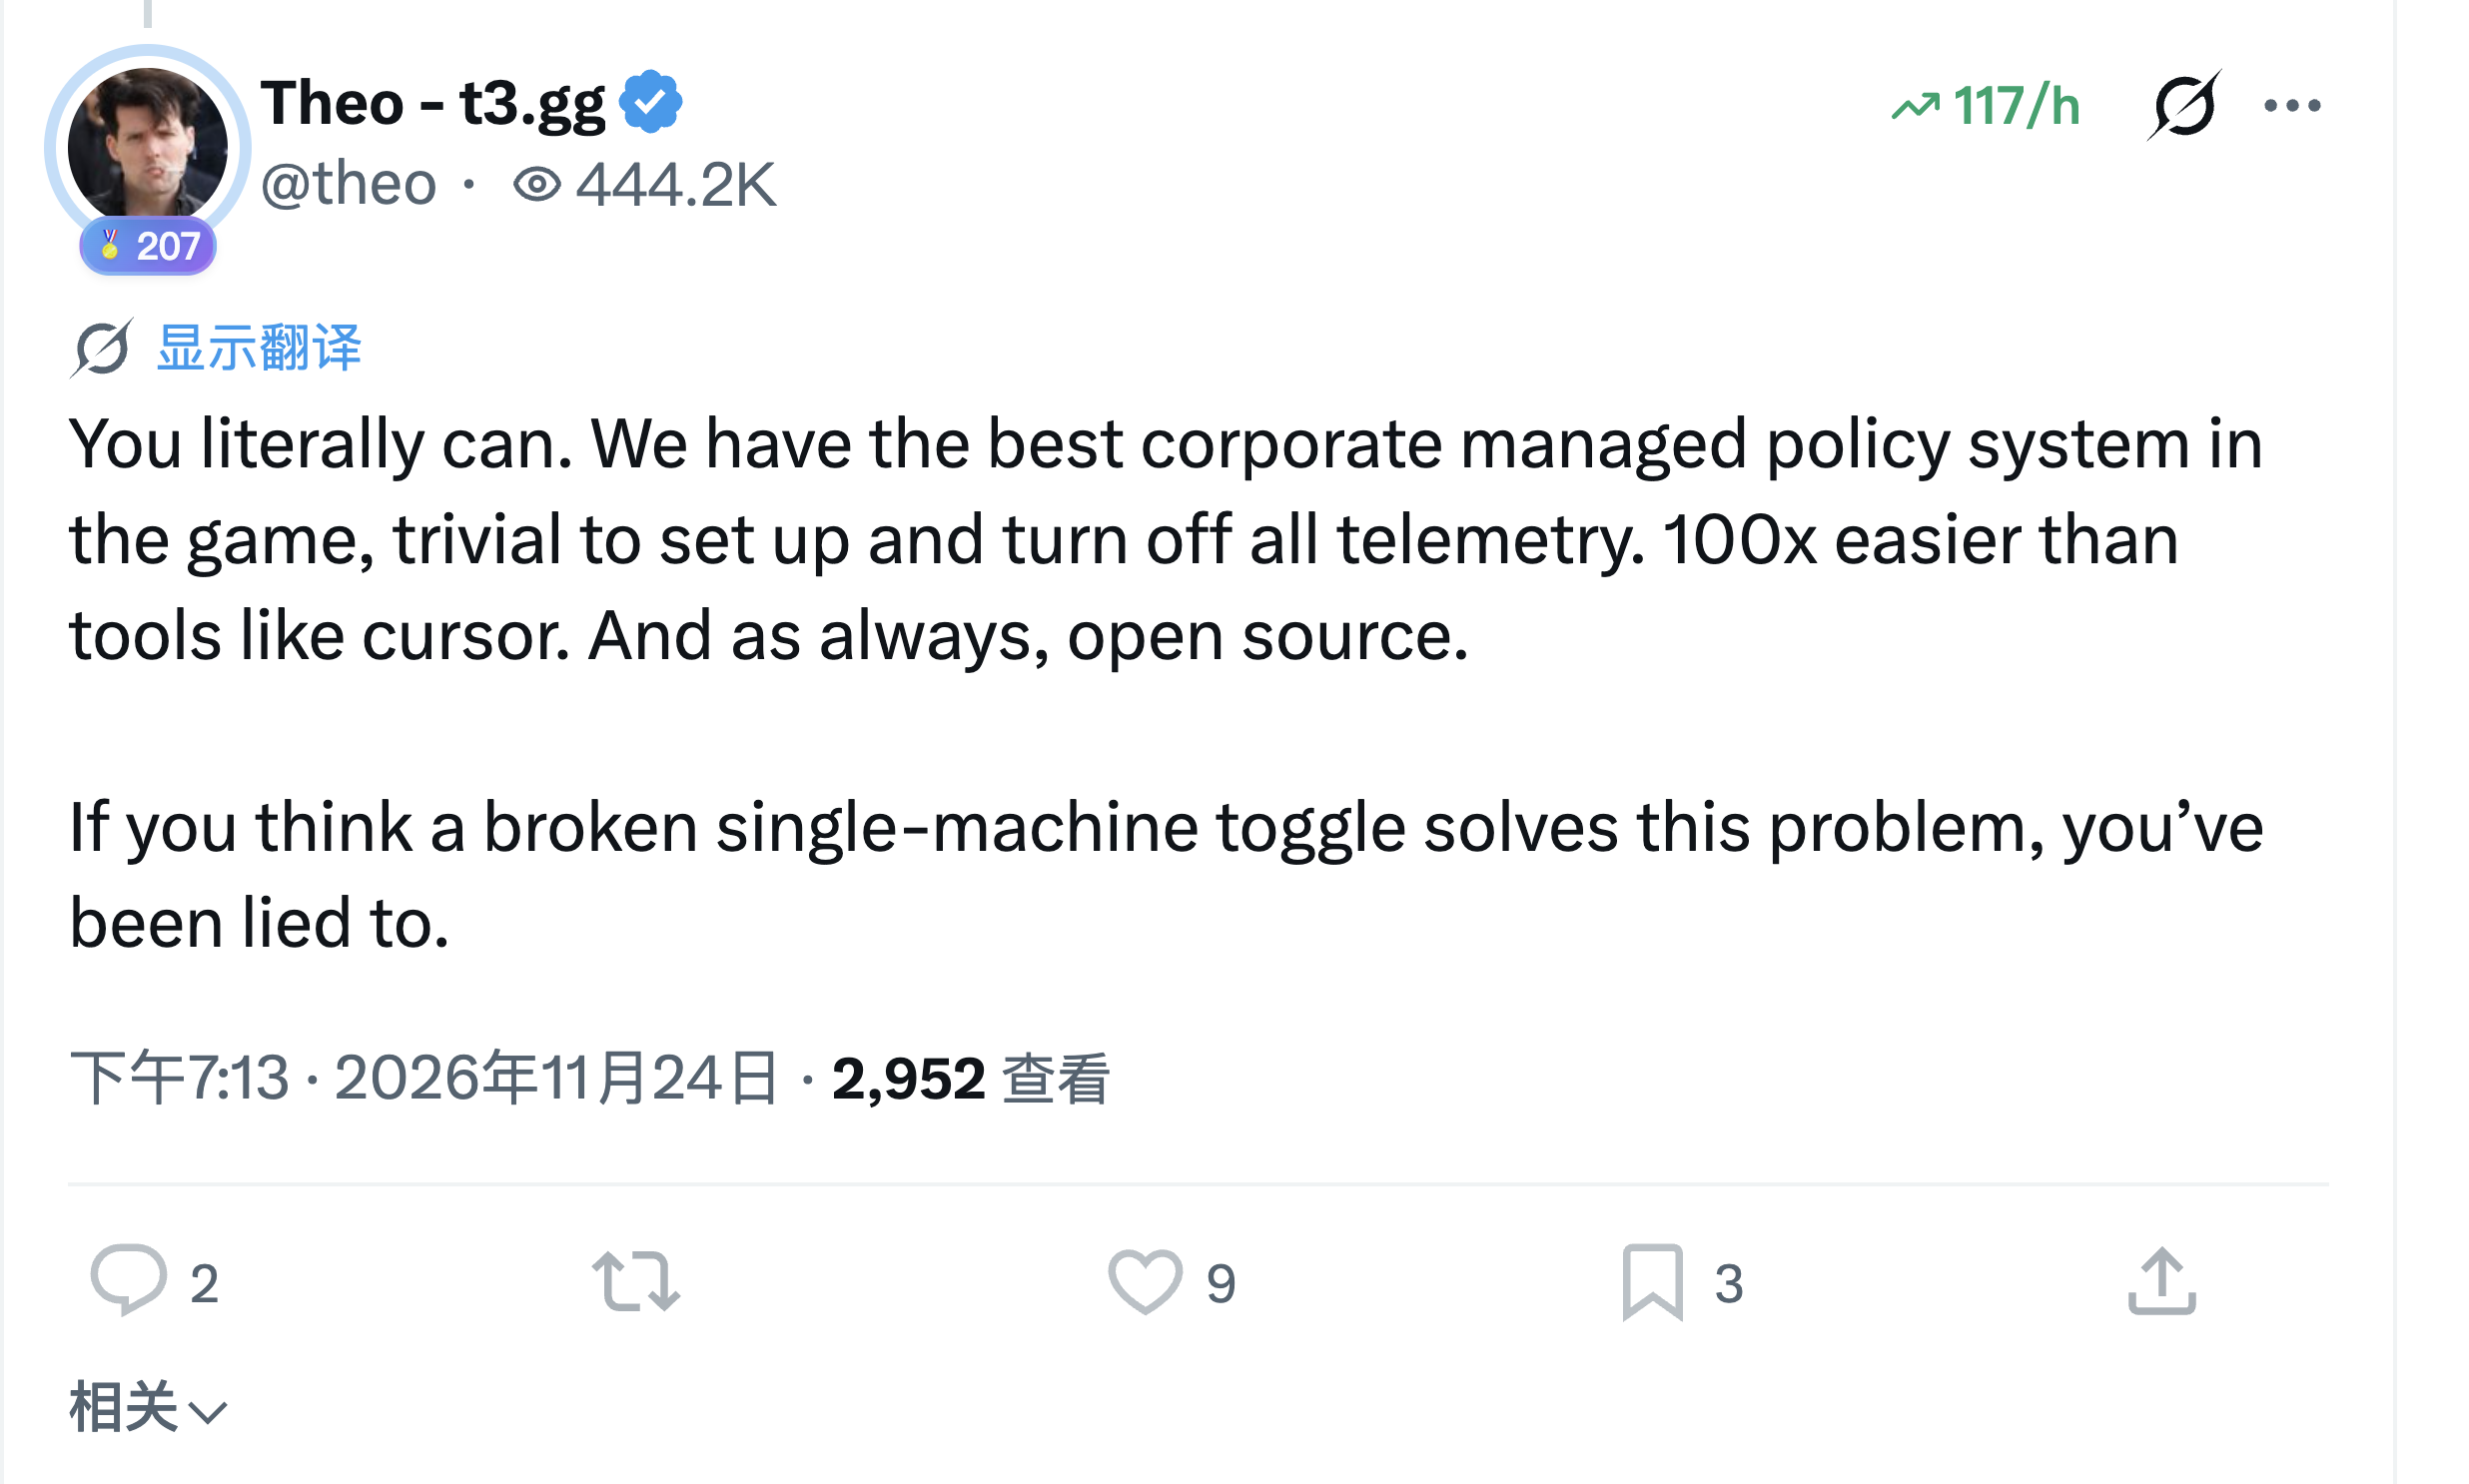 Theo - t3.gg
117/h
@theo · 444.2K
207
显示翻译
You literally can. We have the best corporate managed policy system in
the game, trivial to set up and turn off all telemetry. 100x easier than
tools like cursor. And as always, open source.
If you think a broken single-machine toggle solves this problem, you’ve
been lied to.
下午7:13 · 2026年11月24日 · 2,952 查看
2
9
3
相关